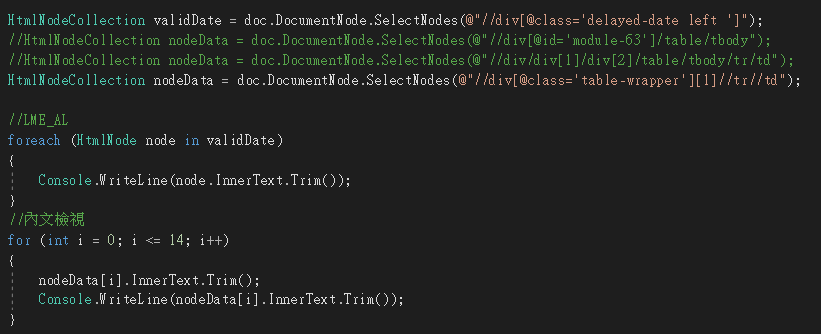 HtmlNodeCollection validDate = doc.DocumentNode.SelectNodes(@"//div[@class='delayed-date left ']");
//HtmlNodeCollection nodeData = doc.DocumentNode.SelectNodes(@"//div[@id='module-63']/table/tbody");
//HtmlNodeCollection nodeData = doc.DocumentNode.SelectNodes(@"//div/div[1]/div[2]/table/tbody/tr/td");
HtmlNodeCollection nodeData = doc.DocumentNode.SelectNodes(@"//div[@class='table-wrapper'][1]//tr//td");
//LME_AL
foreach (HtmlNode node in validDate)
{
Console.WriteLine(node.InnerText.Trim());
}
//內文檢視
for (int i = 0; i <= 14; i++)
{
nodeData[i].InnerText.Trim();
Console.WriteLine(nodeData[i].InnerText.Trim());
}